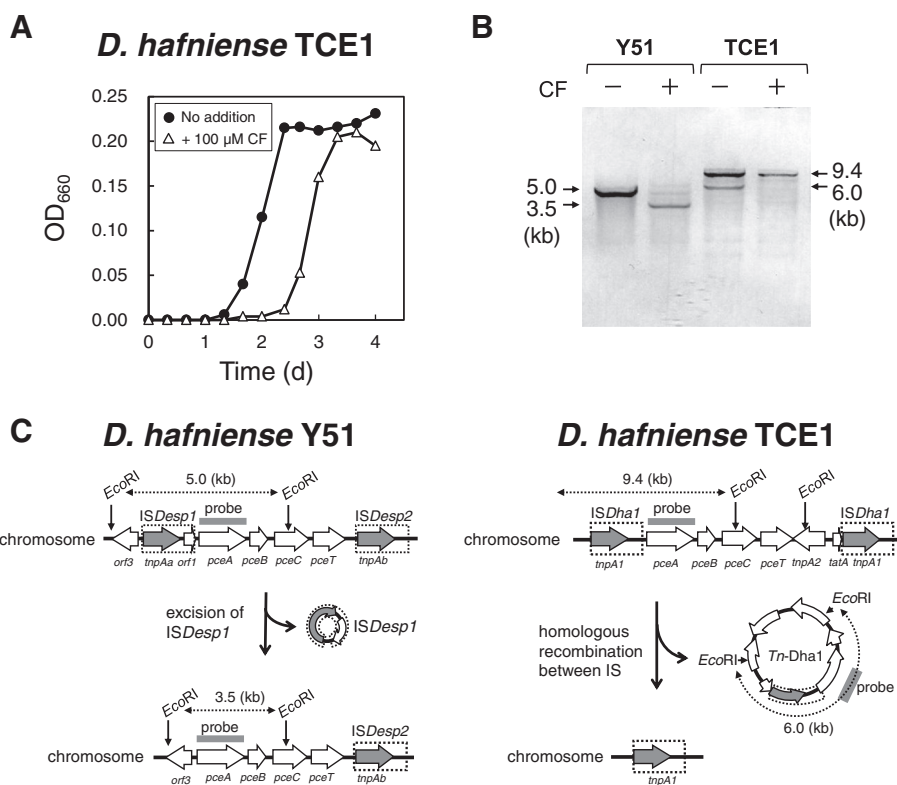 A
D. hafniense TCE1
0.25
0.20
0.15
0.10
0.05
0.00
OD660
No addition
+ 100 µM CF
0 1 2 3 4
Time (d)
B
Y51 TCE1
CF − + − +
5.0
3.5
(kb)
9.4
6.0
(kb)
C
D. hafniense Y51
EcoRI 5.0 (kb) EcoRI
ISDesp1 probe ISDesp2
chromosome
orf3 tnpAa orf1 pceA pceB pceC pceT tnpAb
excision of
ISDesp1
ISDesp1
EcoRI 3.5 (kb) EcoRI
probe ISDesp2
chromosome
orf3 pceA pceB pceC pceT tnpAb
D. hafniense TCE1
9.4 (kb) EcoRI EcoRI
ISDha1 probe ISDha1
chromosome
tnpA1 pceA pceB pceC pceT tnpA2 tatA tnpA1
homologous
recombination
between IS
EcoRI
EcoRI
Tn-Dha1
probe
6.0 (kb)
chromosome
tnpA1